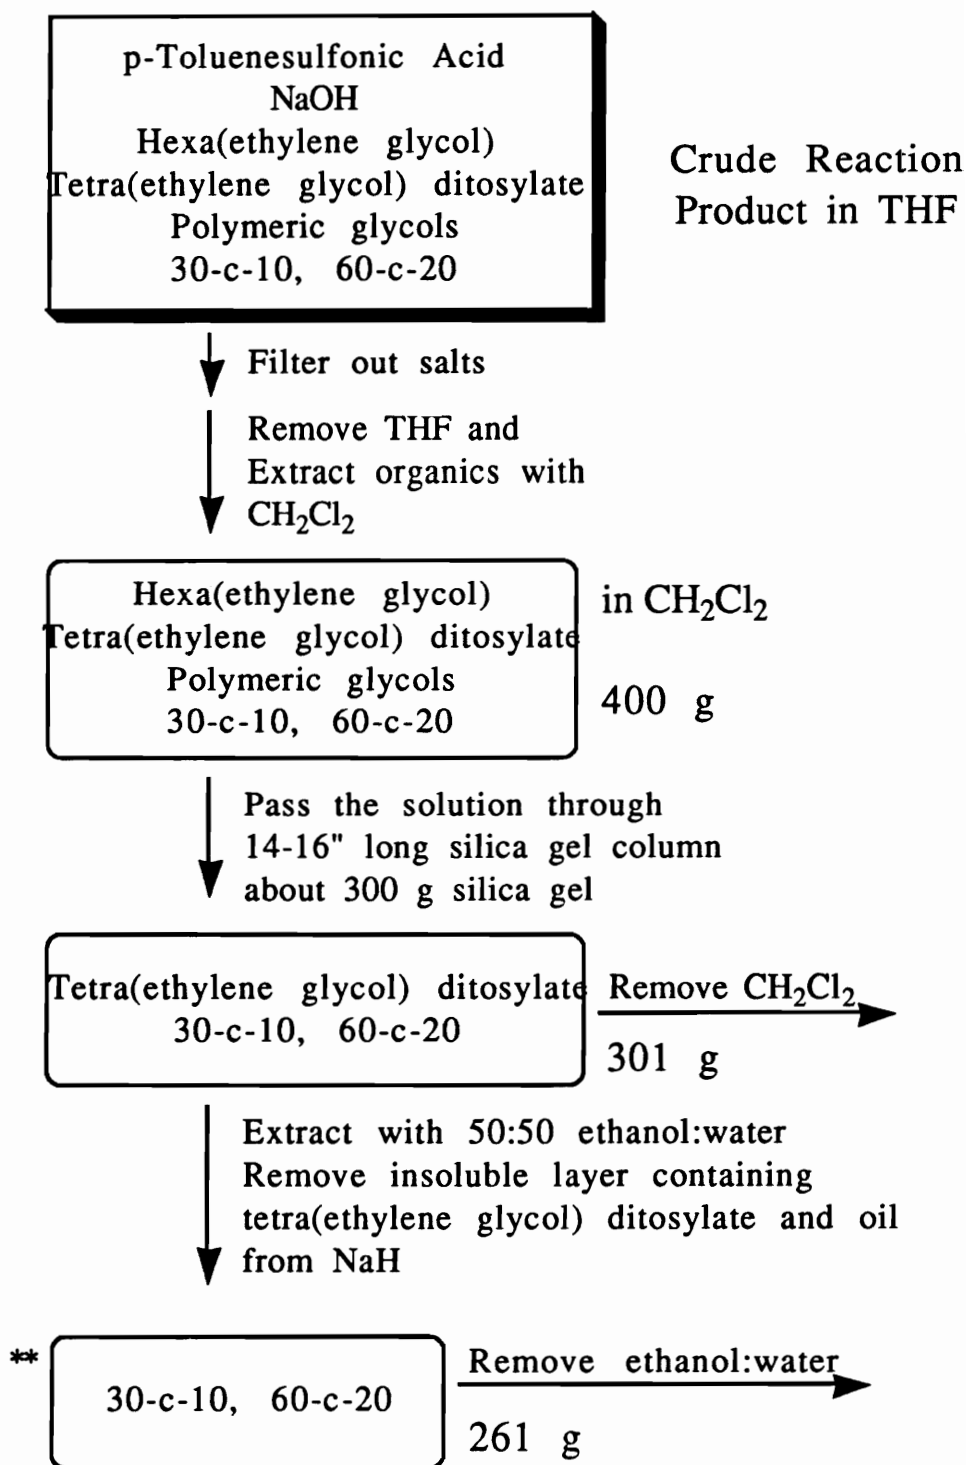 p-Toluenesulfonic Acid
NaOH
Hexa(ethylene glycol)
Tetra(ethylene glycol) ditosylate
Polymeric glycols
30-c-10, 60-c-20
Crude Reaction
Product in THF
Filter out salts
Remove THF and
Extract organics with
CH₂Cl₂
Hexa(ethylene glycol)
Tetra(ethylene glycol) ditosylate
Polymeric glycols
30-c-10, 60-c-20
in CH₂Cl₂
400 g
Pass the solution through
14-16" long silica gel column
about 300 g silica gel
Tetra(ethylene glycol) ditosylate
30-c-10, 60-c-20
Remove CH₂Cl₂
301 g
Extract with 50:50 ethanol:water
Remove insoluble layer containing
tetra(ethylene glycol) ditosylate and oil
from NaH
**
30-c-10, 60-c-20
Remove ethanol:water
261 g